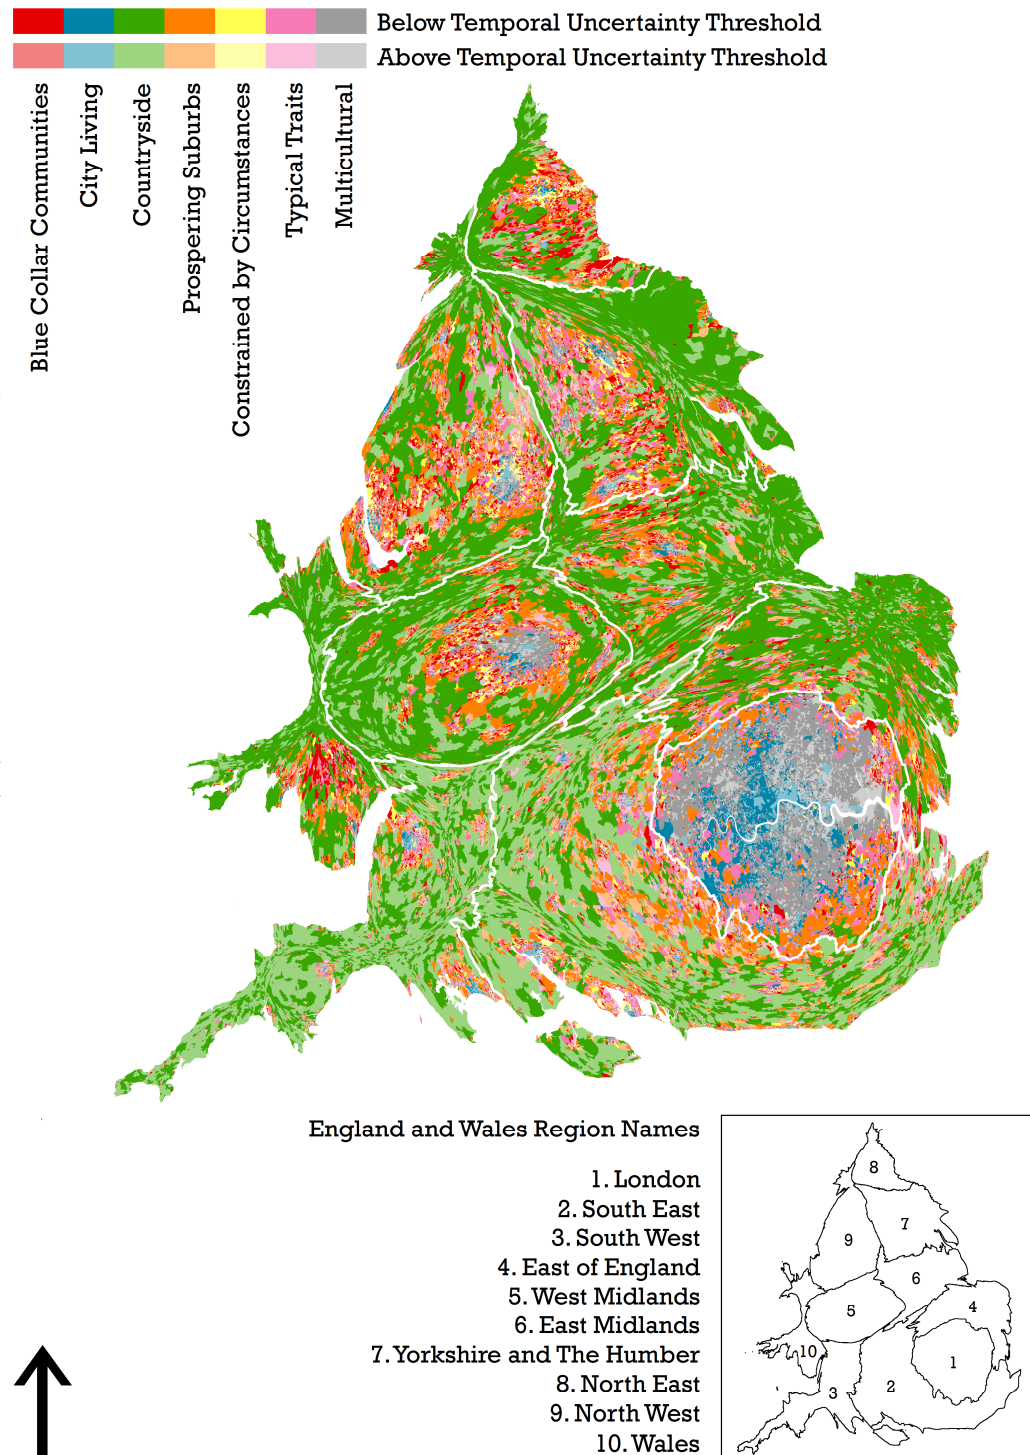 Below Temporal Uncertainty Threshold
Above Temporal Uncertainty Threshold
Blue Collar Communities
City Living
Countryside
Prospering Suburbs
Constrained by Circumstances
Typical Traits
Multicultural
England and Wales Region Names
1. London
2. South East
3. South West
4. East of England
5. West Midlands
6. East Midlands
7. Yorkshire and The Humber
8. North East
9. North West
10. Wales
8
7
9
6
5
4
10
1
2
3